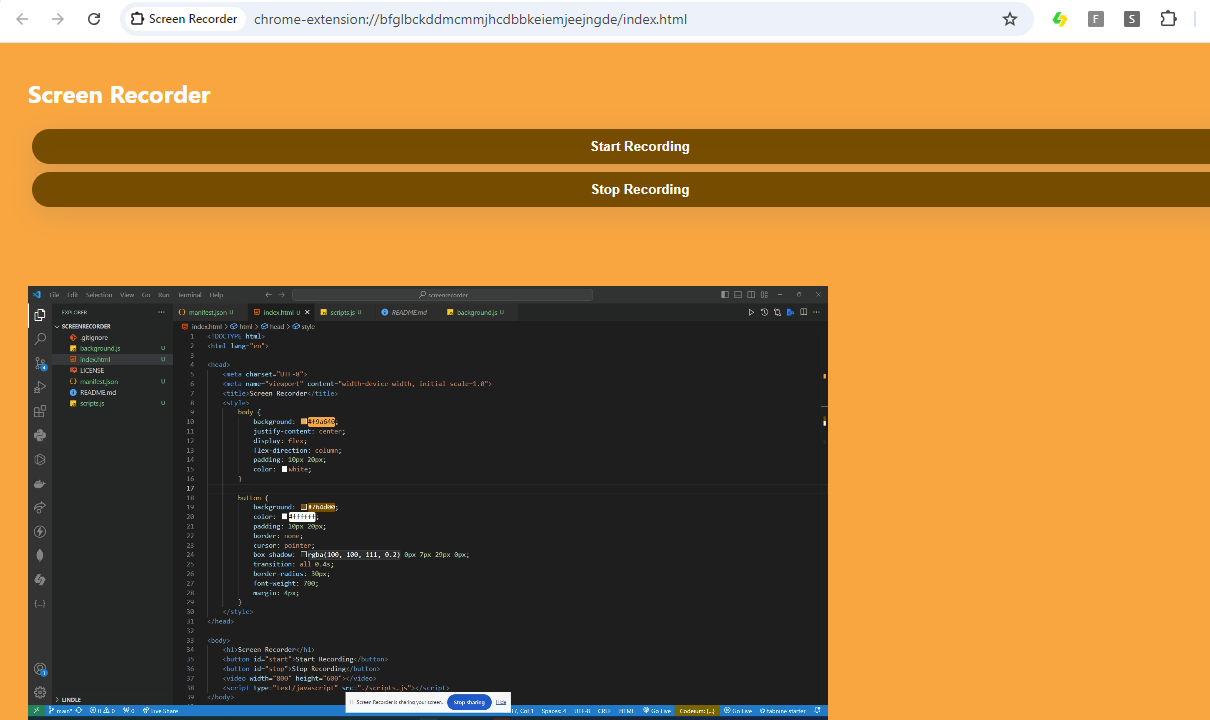 Screen Recorder
chrome-extension://bfglbckddmcmmjhcdbbkeiemjeejngde/index.html
F
S
Screen Recorder
Start Recording
Stop Recording
File Edit Selection View Go Run Terminal Help
screenrecorder
EXPLORER
manifest.json U
index.html U
scripts.js U
README.md
background.js U
SCREENRECORDER
.gitignore
background.js U
index.html U
LICENSE
manifest.json U
README.md
scripts.js U
index.html > html > head > style
1 <!DOCTYPE html>
2 <html lang="en">
3
4 <head>
5 <meta charset="UTF-8">
6 <meta name="viewport" content="width=device-width, initial-scale=1.0">
7 <title>Screen Recorder</title>
8 <style>
9 body {
10 background: #f9a640;
11 justify-content: center;
12 display: flex;
13 flex-direction: column;
14 padding: 10px 20px;
15 color: white;
16 }
17
18 button {
19 background: #764d00;
20 color: #ffffff;
21 padding: 10px 20px;
22 border: none;
23 cursor: pointer;
24 box-shadow: rgba(100, 100, 111, 0.2) 0px 7px 29px 0px;
25 transition: all 0.4s;
26 border-radius: 30px;
27 font-weight: 700;
28 margin: 4px;
29 }
30 </style>
31 </head>
32
33 <body>
34 <h1>Screen Recorder</h1>
35 <button id="start">Start Recording</button>
36 <button id="stop">Stop Recording</button>
37 <video width="800" height="600"></video>
38 <script type="text/javascript" src="./scripts.js"></script>
39 </body>
LINDLE
Screen Recorder is sharing your screen.
Stop sharing
Hide
main* 0 0 0 Live Share
17, Col 1 Spaces: 4 UTF-8 CRLF HTML Go Live Codeium: {...} Go Live tabnine starter